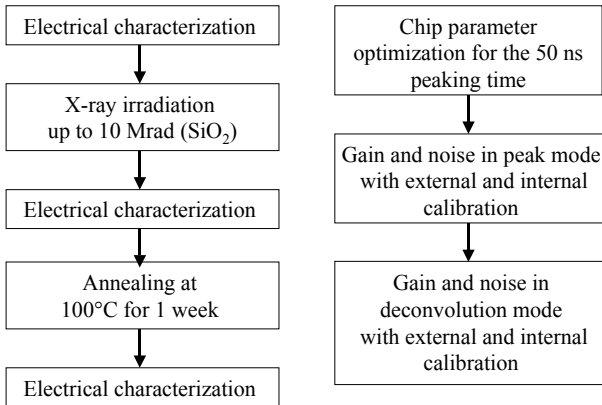 Electrical characterization
X-ray irradiation
up to 10 Mrad (SiO₂)
Electrical characterization
Annealing at
100°C for 1 week
Electrical characterization
Chip parameter
optimization for the 50 ns
peaking time
Gain and noise in peak mode
with external and internal
calibration
Gain and noise in
deconvolution mode
with external and internal
calibration